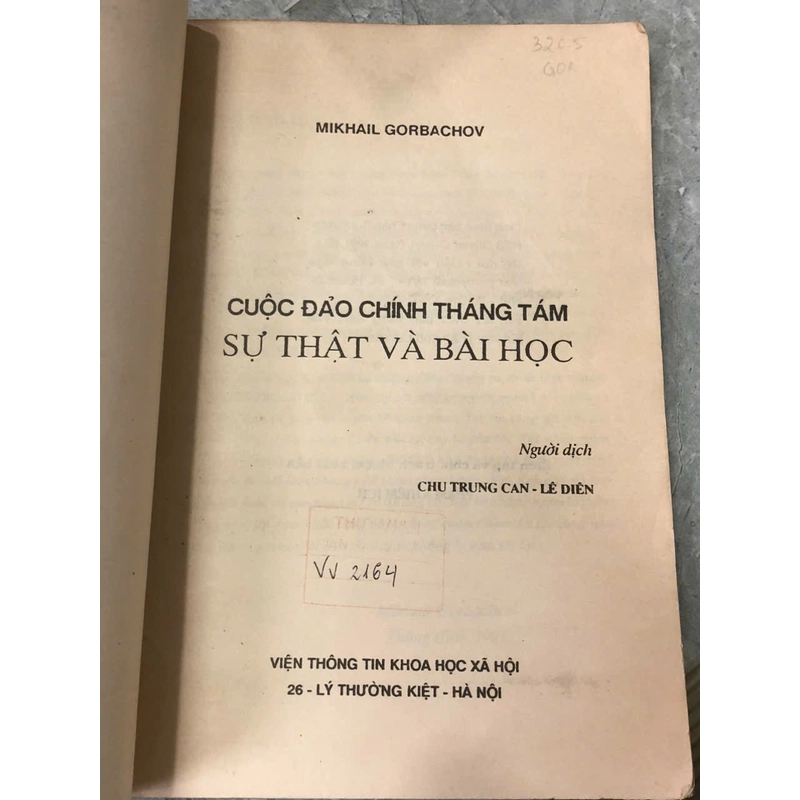 320.5
GOR
MIKHAIL GORBACHOV
CUỘC ĐẢO CHÍNH THÁNG TÁM
SỰ THẬT VÀ BÀI HỌC
Người dịch
CHU TRUNG CAN - LÊ DIÊN
VV 2164
VIỆN THÔNG TIN KHOA HỌC XÃ HỘI
26 - LÝ THƯỜNG KIỆT - HÀ NỘI